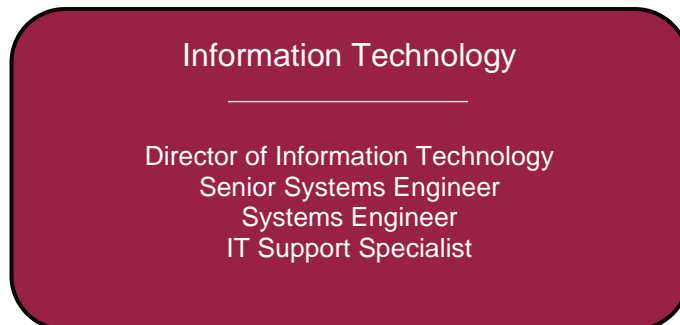 Information Technology
Director of Information Technology
Senior Systems Engineer
Systems Engineer
IT Support Specialist